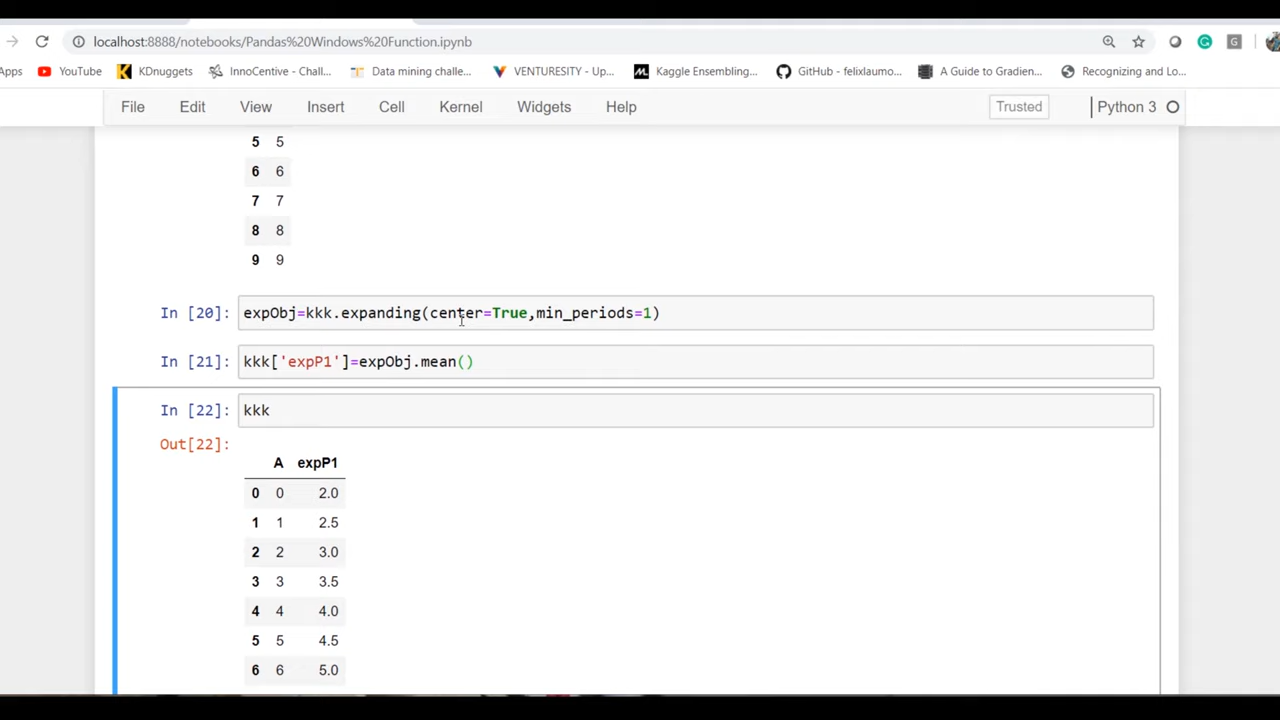 localhost:8888/notebooks/Pandas%20Windows%20Function.ipynb
Apps YouTube KDnuggets InnoCentive - Chall... Data mining challe... VENTURESITY - Up... Kaggle Ensembling... GitHub - felixlaumo... A Guide to Gradien... Recognizing and Lo...
File Edit View Insert Cell Kernel Widgets Help Trusted Python 3
5 5
6 6
7 7
8 8
9 9
In [20]: expObj=kkk.expanding(center=True,min_periods=1)
In [21]: kkk['expP1']=expObj.mean()
In [22]: kkk
Out[22]:
A expP1
0 0 2.0
1 1 2.5
2 2 3.0
3 3 3.5
4 4 4.0
5 5 4.5
6 6 5.0